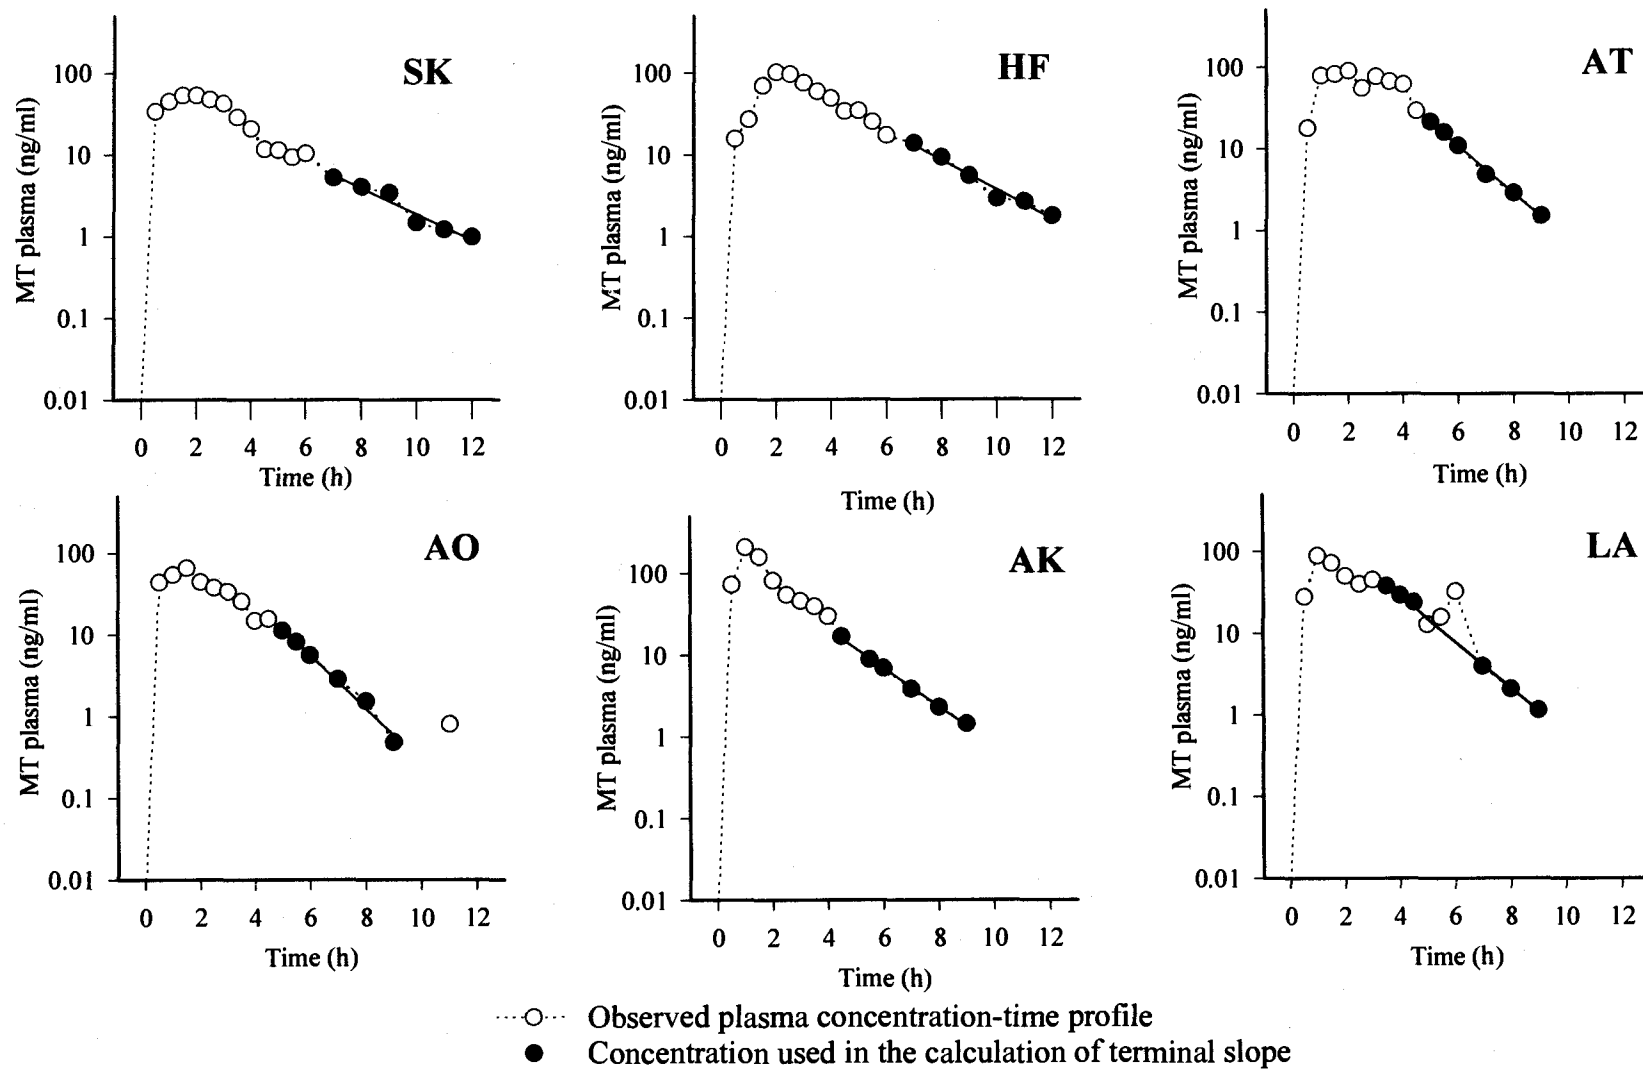 SK
MT plasma (ng/ml)
100
10
1
0.1
0.01
0 2 4 6 8 10 12
Time (h)
HF
MT plasma (ng/ml)
100
10
1
0.1
0.01
0 2 4 6 8 10 12
Time (h)
AT
MT plasma (ng/ml)
100
10
1
0.1
0.01
0 2 4 6 8 10 12
Time (h)
AO
MT plasma (ng/ml)
100
10
1
0.1
0.01
0 2 4 6 8 10 12
Time (h)
AK
MT plasma (ng/ml)
100
10
1
0.1
0.01
0 2 4 6 8 10 12
Time (h)
LA
MT plasma (ng/ml)
100
10
1
0.1
0.01
0 2 4 6 8 10 12
Time (h)
Observed plasma concentration-time profile
Concentration used in the calculation of terminal slope